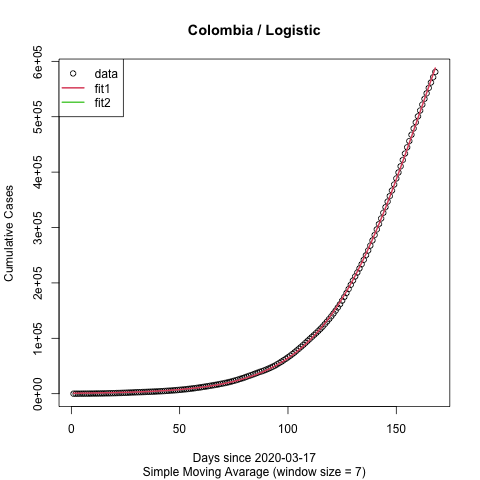 Colombia / Logistic
data
fit1
fit2
Cumulative Cases
6e+05
5e+05
4e+05
3e+05
2e+05
1e+05
0e+00
0 50 100 150
Days since 2020-03-17
Simple Moving Avarage (window size = 7)